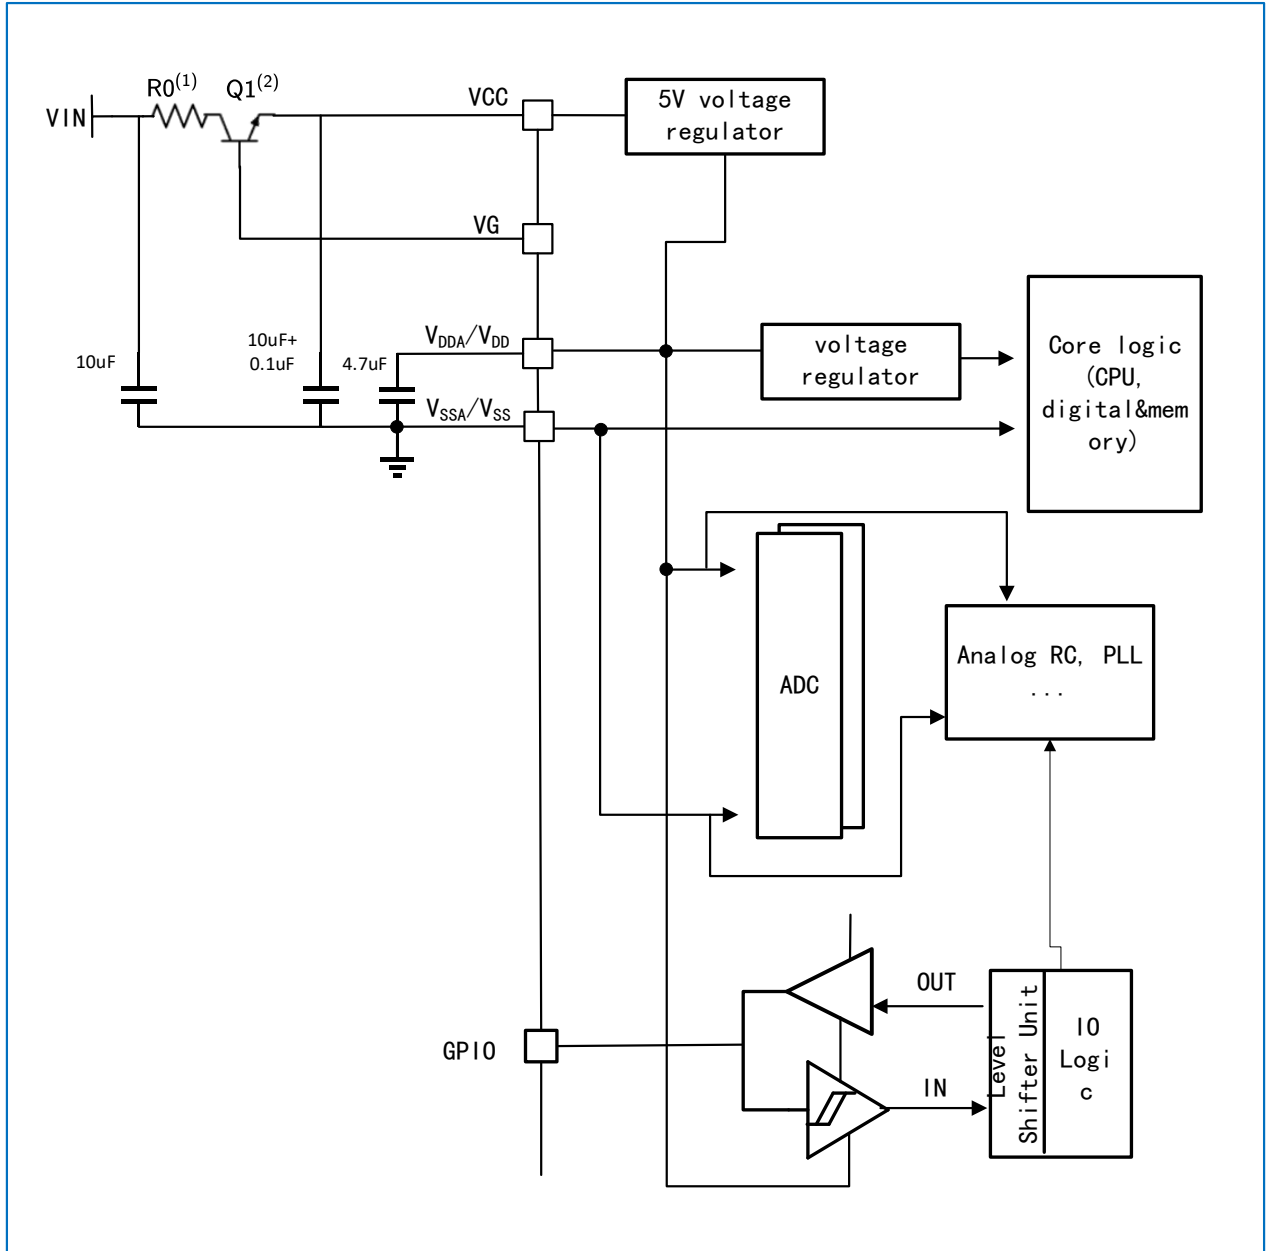 R0(1)
Q1(2)
VIN
VCC
5V voltage
regulator
VG
VDDA/VDD
voltage
regulator
Core logic
(CPU,
digital&mem
ory)
10uF
10uF+
0.1uF
4.7uF
VSSA/VSS
ADC
Analog RC, PLL
...
OUT
GPIO
IN
Level
Shifter Unit
IO
Logi
c